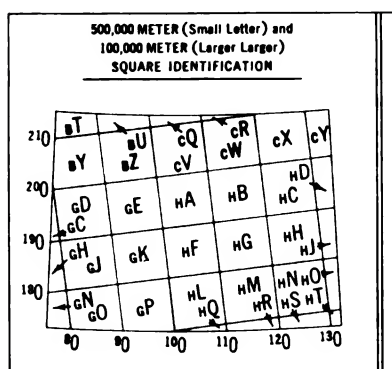 500,000 METER (Small Letter) and
100,000 METER (Larger Larger)
SQUARE IDENTIFICATION
210
BT BU CQ CR CX CY
BY BZ CV CW
200
GD GE HA HB HC HD
GC
190
GH GJ GK HF HG HH HJ
180
GN GO GP HL HQ HM HR HN HS HO HT
80 90 100 110 120 130